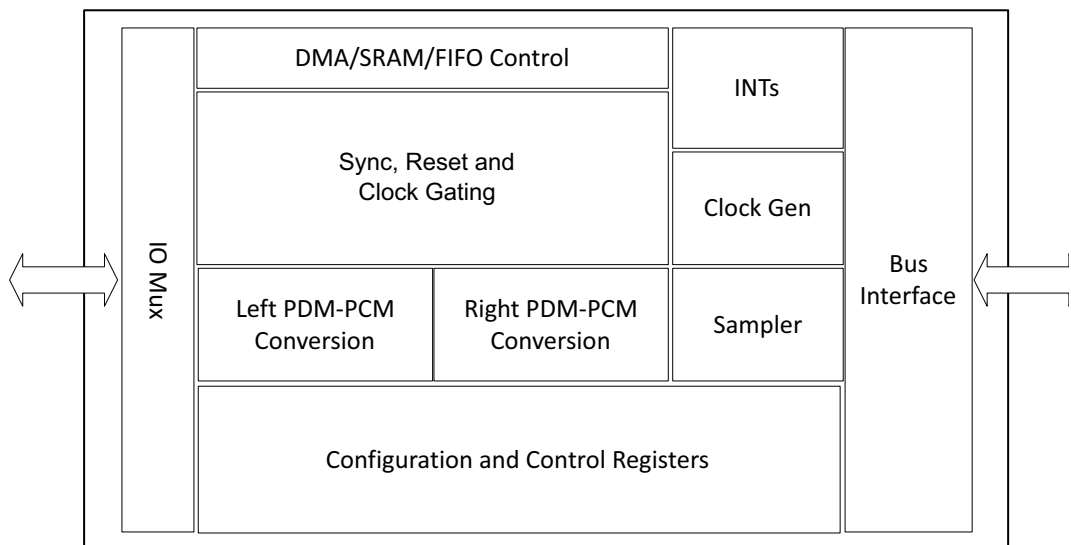 DMA/SRAM/FIFO Control
INTs
Sync, Reset and
Clock Gating
Clock Gen
IO Mux
Bus
Interface
Left PDM-PCM
Conversion
Right PDM-PCM
Conversion
Sampler
Configuration and Control Registers